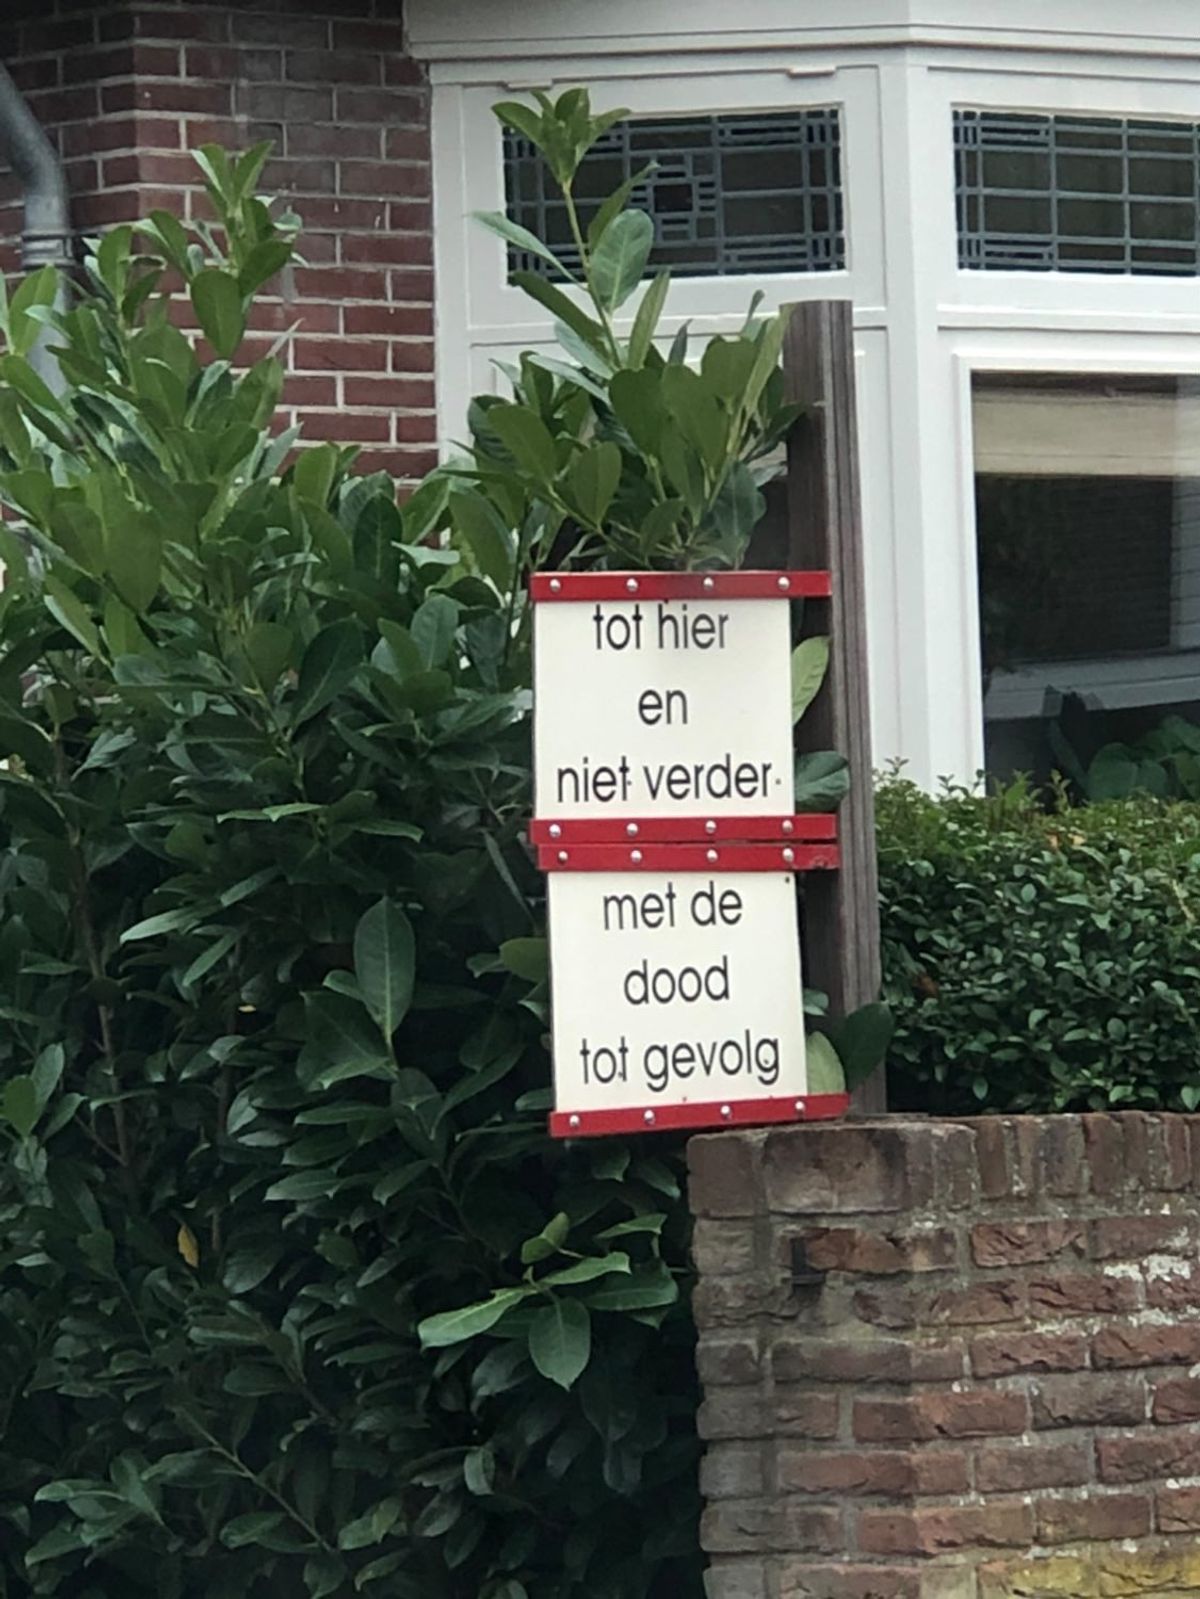 tot hier
en
niet verder
met de
dood
tot gevolg